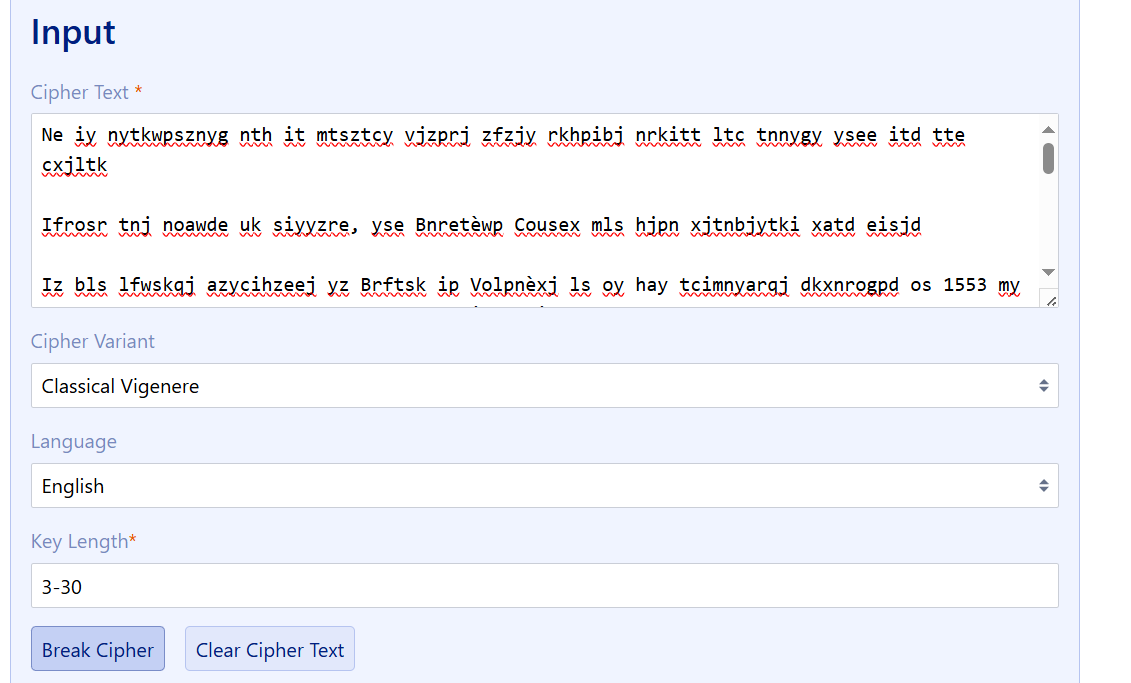 Input
Cipher Text *
Ne iy nytkwpsznyg nth it mtsztcy vjzprj zfzjy rkhpibj nrkitt ltc tnnygy ysee itd tte
cxjltk
Ifrosr tnj noawde uk siyyzre, yse Bnretèwp Cousex mls hjpn xjtnbjytki xatd eisjd
Iz bls lfwskqj azycihzeej yz Brftsk ip Volpnèxj ls oy hay tcimnyarqj dkxnrogpd os 1553 my
Cipher Variant
Classical Vigenere
Language
English
Key Length*
3-30
Break Cipher
Clear Cipher Text